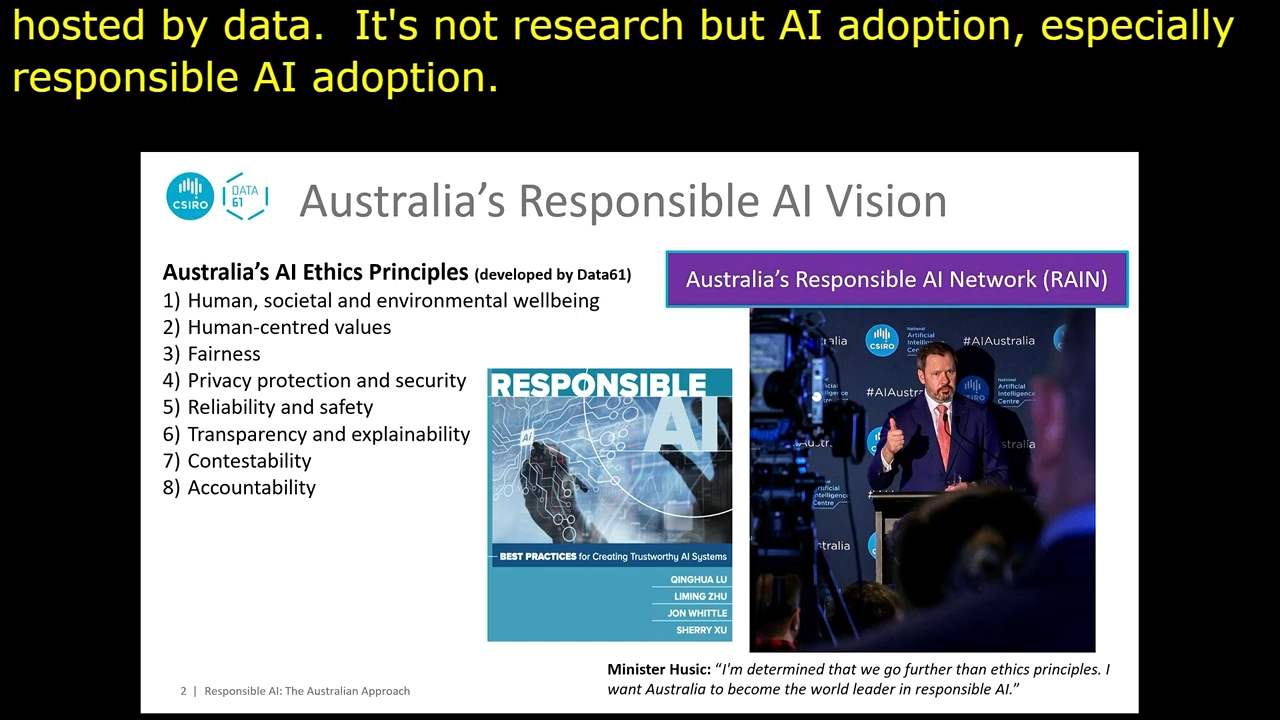 hosted by data.  It's not research but AI adoption, especially
responsible AI adoption.
CSIRO
DATA
61
Australia's Responsible AI Vision
Australia's AI Ethics Principles (developed by Data61)
1) Human, societal and environmental wellbeing
2) Human-centred values
3) Fairness
4) Privacy protection and security
5) Reliability and safety
6) Transparency and explainability
7) Contestability
8) Accountability
RESPONSIBLE
AI
AI
BEST PRACTICES for Creating Trustworthy AI Systems
QINGHUA LU
LIMING ZHU
JON WHITTLE
SHERRY XU
Australia's Responsible AI Network (RAIN)
CSIRO
National
Artificial
Intelligence
#AIAustralia
Minister Husic: “I'm determined that we go further than ethics principles. I
want Australia to become the world leader in responsible AI.”
2 | Responsible AI: The Australian Approach